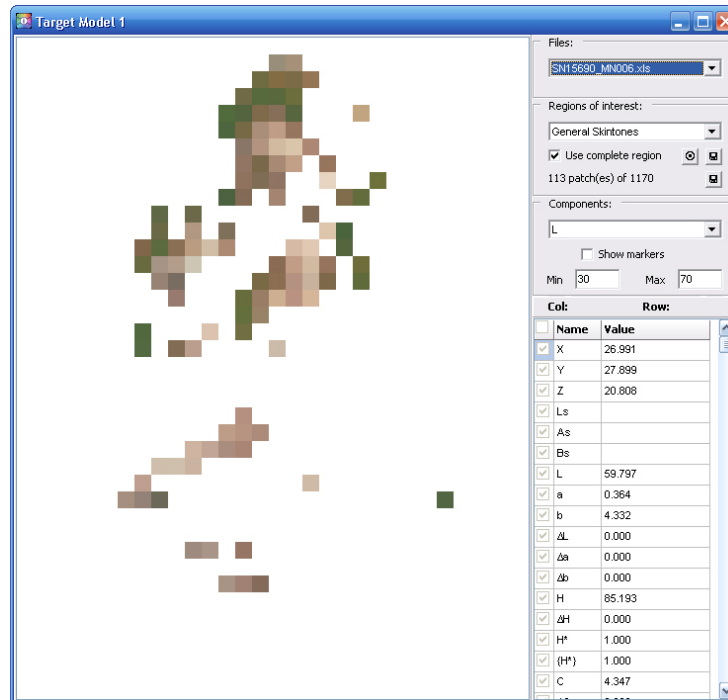 Target Model 1
Files:
SN15690_MN006.xls
Regions of interest:
General Skintones
Use complete region
113 patch(es) of 1170
Components:
L
Show markers
Min 30 Max 70
Col: Row:
Name Value
X 26.991
Y 27.899
Z 20.808
Ls
As
Bs
L 59.797
a 0.364
b 4.332
ΔL 0.000
Δa 0.000
Δb 0.000
H 85.193
ΔH 0.000
H* 1.000
{H*} 1.000
C 4.347